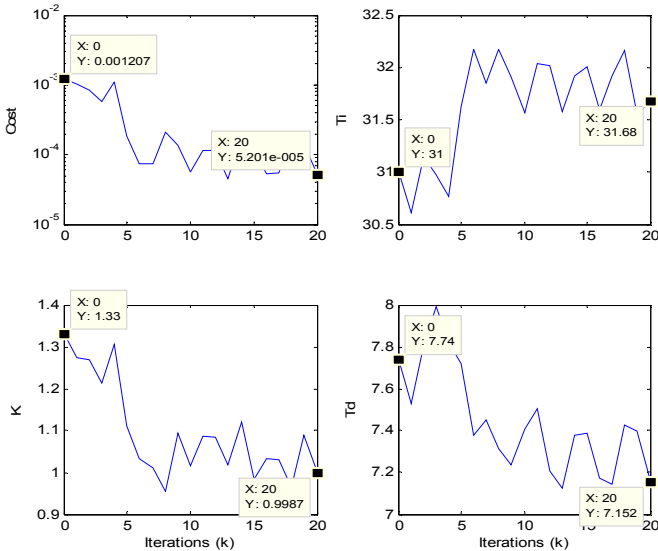 10^-2
10^-3
10^-4
10^-5
Cost
X: 0
Y: 0.001207
X: 20
Y: 5.201e-005
0 5 10 15 20
32.5
32
31.5
31
30.5
Ti
X: 0
Y: 31
X: 20
Y: 31.68
0 5 10 15 20
1.4
1.3
1.2
1.1
1
0.9
K
X: 0
Y: 1.33
X: 20
Y: 0.9987
0 5 10 15 20
Iterations (k)
8
7.8
7.6
7.4
7.2
7
Td
X: 0
Y: 7.74
X: 20
Y: 7.152
0 5 10 15 20
Iterations (k)